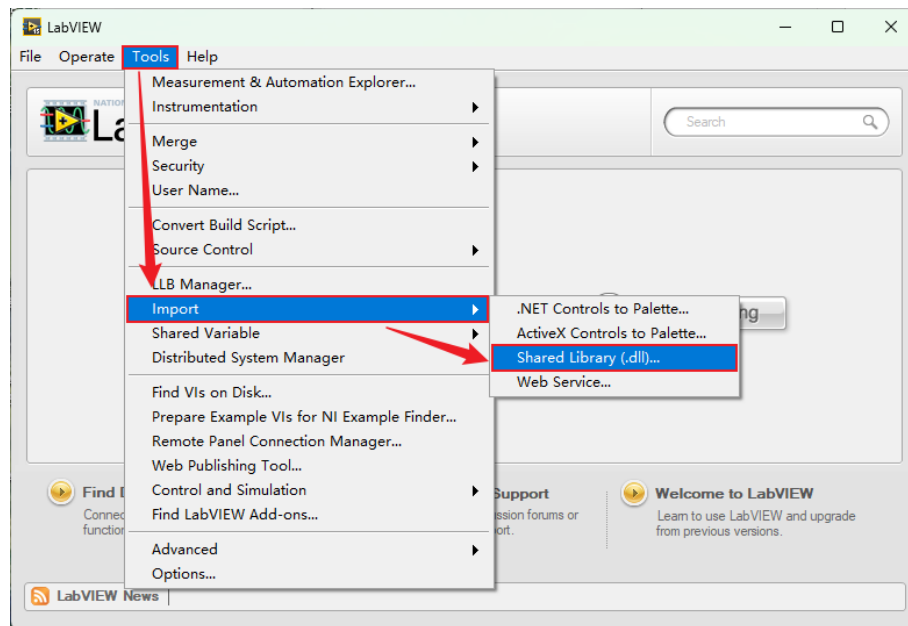 LabVIEW
File Operate Tools Help
Measurement & Automation Explorer...
Instrumentation
Merge
Security
User Name...
Convert Build Script...
Source Control
LLB Manager...
Import
Shared Variable
Distributed System Manager
Find VIs on Disk...
Prepare Example VIs for NI Example Finder...
Remote Panel Connection Manager...
Web Publishing Tool...
Control and Simulation
Find LabVIEW Add-ons...
Advanced
Options...
.NET Controls to Palette...
ActiveX Controls to Palette...
Shared Library (.dll)...
Web Service...
Search
Find
Support
Welcome to LabVIEW
Learn to use LabVIEW and upgrade
from previous versions.
forums or
LabVIEW News